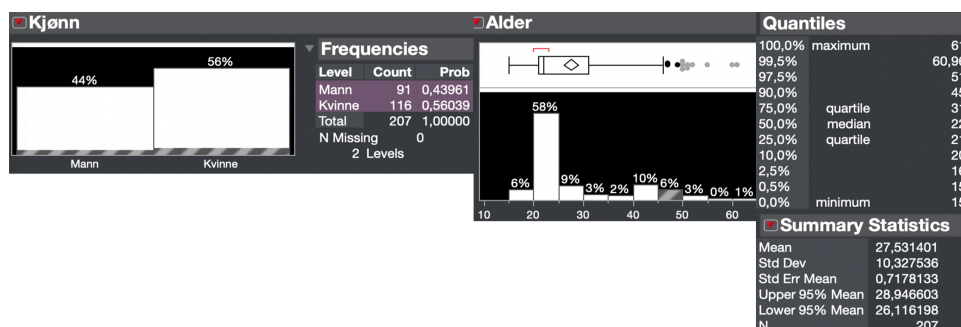 Kjønn
44%
56%
Mann
Kvinne
Frequencies
Level Count Prob
Mann 91 0,43961
Kvinne 116 0,56039
Total 207 1,00000
N Missing 0
2 Levels
Alder
6%
58%
9%
3%
2%
10%
6%
3%
0%
1%
10 20 30 40 50 60
Quantiles
100,0% maximum
99,5%
97,5%
90,0%
75,0% quartile
50,0% median
25,0% quartile
10,0%
2,5%
0,5%
0,0% minimum
Summary Statistics
Mean 27,531401
Std Dev 10,327536
Std Err Mean 0,7178133
Upper 95% Mean 28,946603
Lower 95% Mean 26,116198
N 207